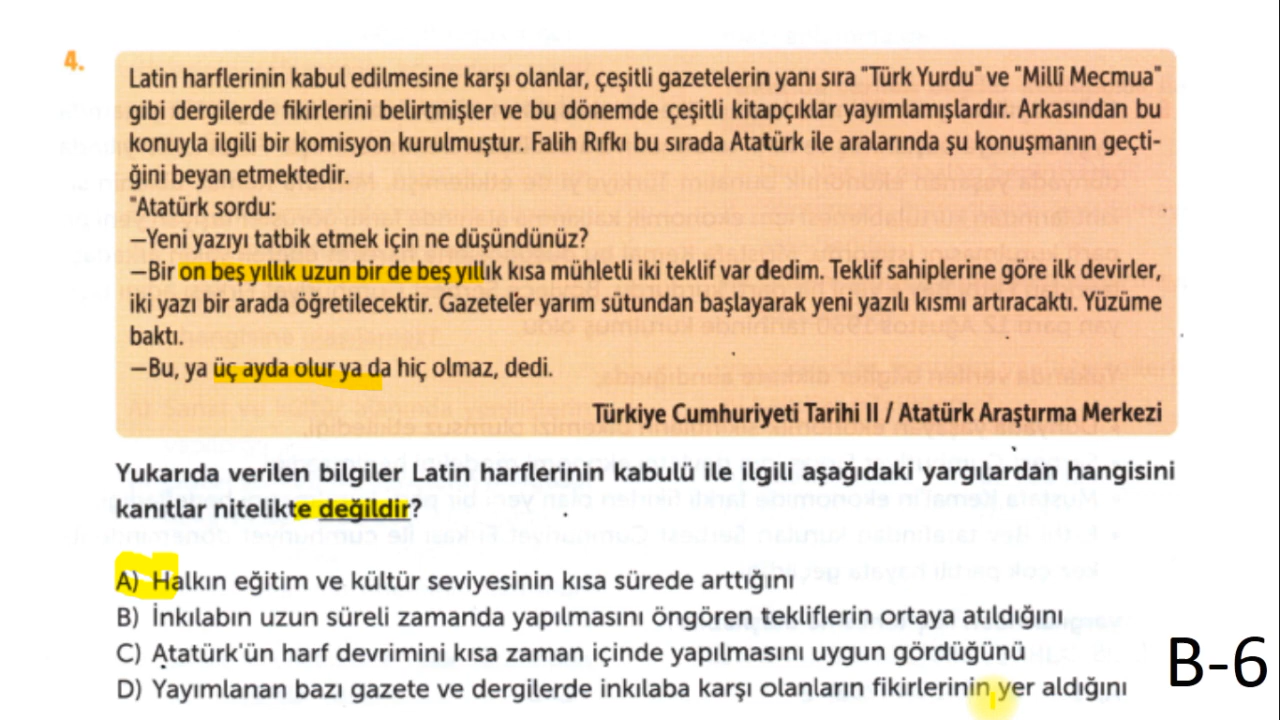 4.
Latin harflerinin kabul edilmesine karşı olanlar, çeşitli gazetelerin yanı sıra "Türk Yurdu" ve "Millî Mecmua"
gibi dergilerde fikirlerini belirtmişler ve bu dönemde çeşitli kitapçıklar yayımlamışlardır. Arkasından bu
konuyla ilgili bir komisyon kurulmuştur. Falih Rıfkı bu sırada Atatürk ile aralarında şu konuşmanın geçti-
ğini beyan etmektedir.
"Atatürk sordu:
—Yeni yazıyı tatbik etmek için ne düşündünüz?
—Bir on beş yıllık uzun bir de beş yıllık kısa mühletli iki teklif var dedim. Teklif sahiplerine göre ilk devirler,
iki yazı bir arada öğretilecektir. Gazeteler yarım sütundan başlayarak yeni yazılı kısmı artıracaktı. Yüzüme
baktı.
—Bu, ya üç ayda olur ya da hiç olmaz, dedi.
Türkiye Cumhuriyeti Tarihi II / Atatürk Araştırma Merkezi
Yukarıda verilen bilgiler Latin harflerinin kabulü ile ilgili aşağıdaki yargılardan hangisini
kanıtlar nitelikte değildir?
A) Halkın eğitim ve kültür seviyesinin kısa sürede arttığını
B) İnkılabın uzun süreli zamanda yapılmasını öngören tekliflerin ortaya atıldığını
C) Atatürk'ün harf devrimini kısa zaman içinde yapılmasını uygun gördüğünü
D) Yayımlanan bazı gazete ve dergilerde inkılaba karşı olanların fikirlerinin yer aldığını
B-6